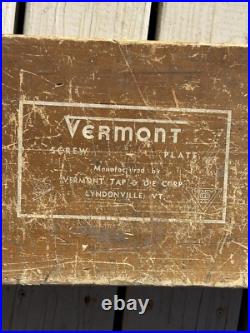 VERMONT
SCREW PLATE
Manufactured by
VERMONT TAP & DIE CORP.
LYNDONVILLE, VT.